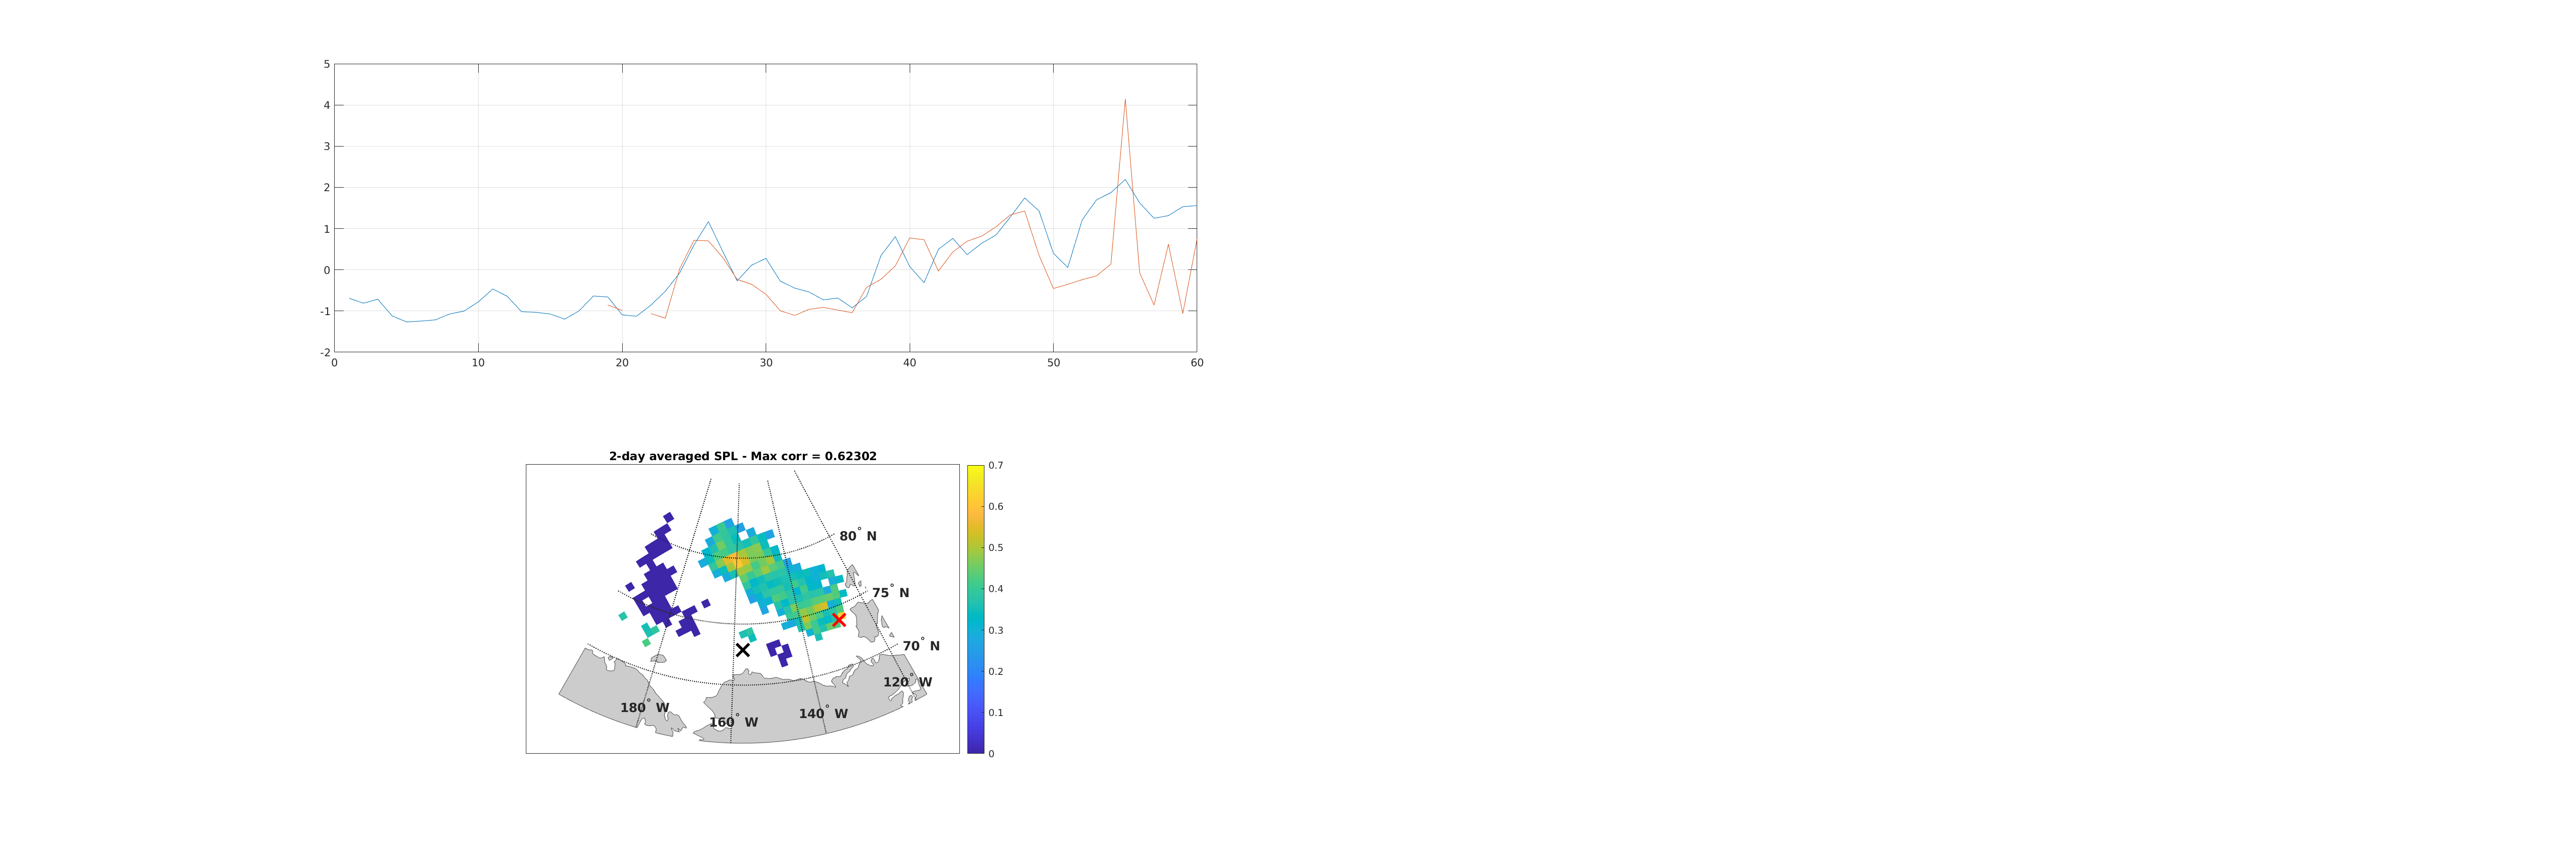 5
4
3
2
1
0
-1
-2
0 10 20 30 40 50 60
2-day averaged SPL - Max corr = 0.62302
0.7
0.6
0.5
0.4
0.3
0.2
0.1
0
80° N
75° N
70° N
120° W
140° W
160° W
180° W